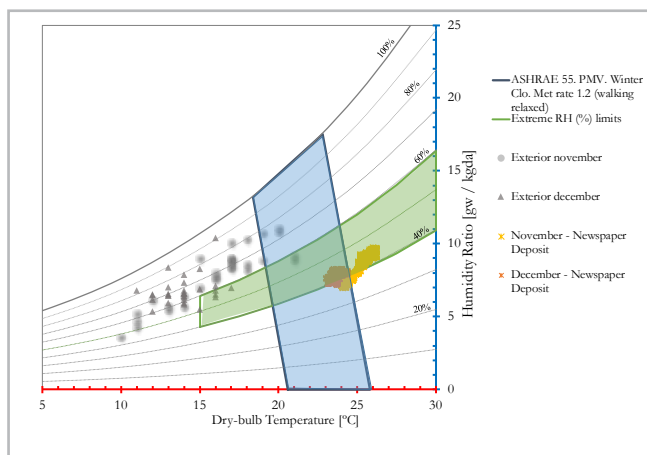 25
20
15
10
5
0
Humidity Ratio [gw / kgda]
100%
80%
60%
40%
20%
5
10
15
20
25
30
Dry-bulb Temperature [°C]
ASHRAE 55. PMV. Winter
Clo. Met rate 1.2 (walking
relaxed)
Extreme RH (%) limits
Exterior november
Exterior december
November - Newspaper
Deposit
December - Newspaper
Deposit